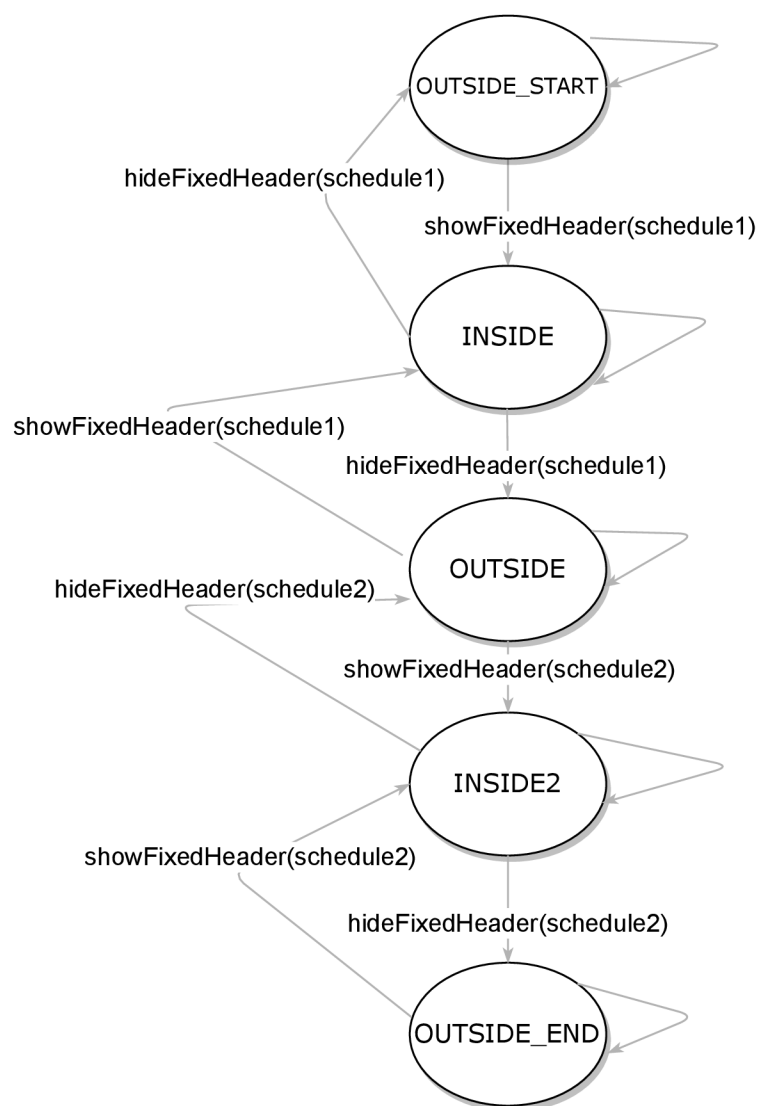 OUTSIDE_START
hideFixedHeader(schedule1)
showFixedHeader(schedule1)
INSIDE
showFixedHeader(schedule1)
hideFixedHeader(schedule1)
OUTSIDE
hideFixedHeader(schedule2)
showFixedHeader(schedule2)
INSIDE2
showFixedHeader(schedule2)
hideFixedHeader(schedule2)
OUTSIDE_END